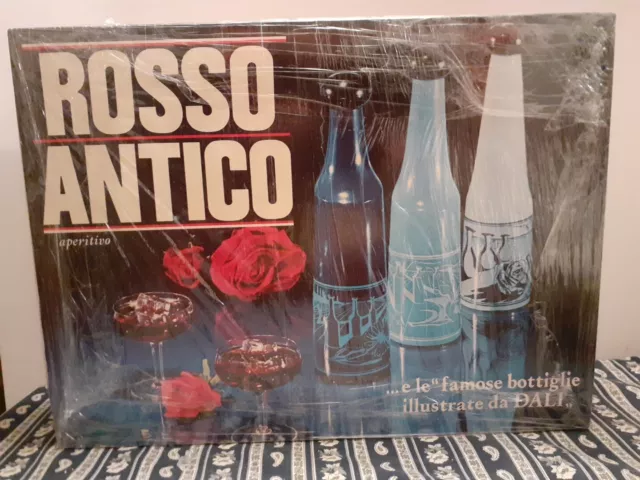 ROSSO
ANTICO
aperitivo
...e le "famose bottiglie
illustrate da DALI"